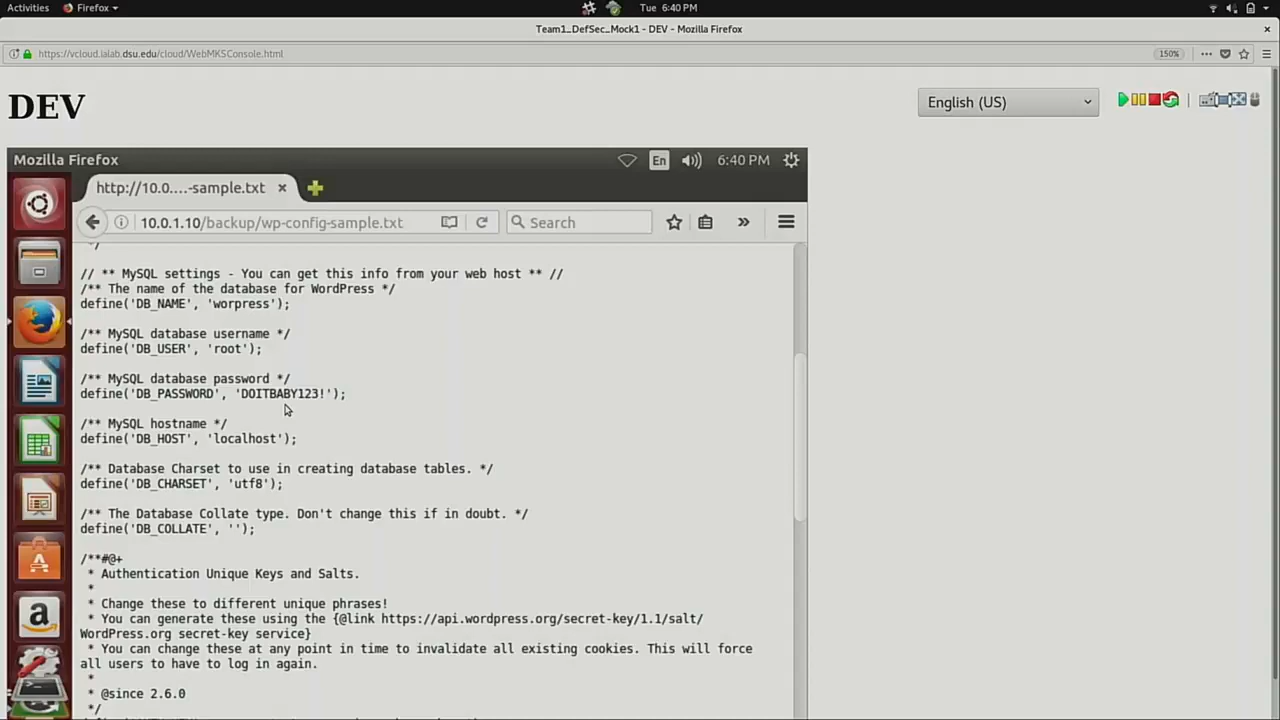 Activities Firefox Tue 6:40 PM
Team1_DefSec_Mock1 - DEV - Mozilla Firefox
https://vcloud.ialab.dsu.edu/cloud/WebMKSConsole.html 150%
DEV
English (US)
Mozilla Firefox En 6:40 PM
http://10.0....-sample.txt
10.0.1.10/backup/wp-config-sample.txt Search
*/
// ** MySQL settings - You can get this info from your web host ** //
/** The name of the database for WordPress */
define('DB_NAME', 'worpress');
/** MySQL database username */
define('DB_USER', 'root');
/** MySQL database password */
define('DB_PASSWORD', 'DOITBABY123!');
/** MySQL hostname */
define('DB_HOST', 'localhost');
/** Database Charset to use in creating database tables. */
define('DB_CHARSET', 'utf8');
/** The Database Collate type. Don't change this if in doubt. */
define('DB_COLLATE', '');
/**#@+
* Authentication Unique Keys and Salts.
*
* Change these to different unique phrases!
* You can generate these using the {@link https://api.wordpress.org/secret-key/1.1/salt/
WordPress.org secret-key service}
* You can change these at any point in time to invalidate all existing cookies. This will force
all users to have to log in again.
*
* @since 2.6.0
*/